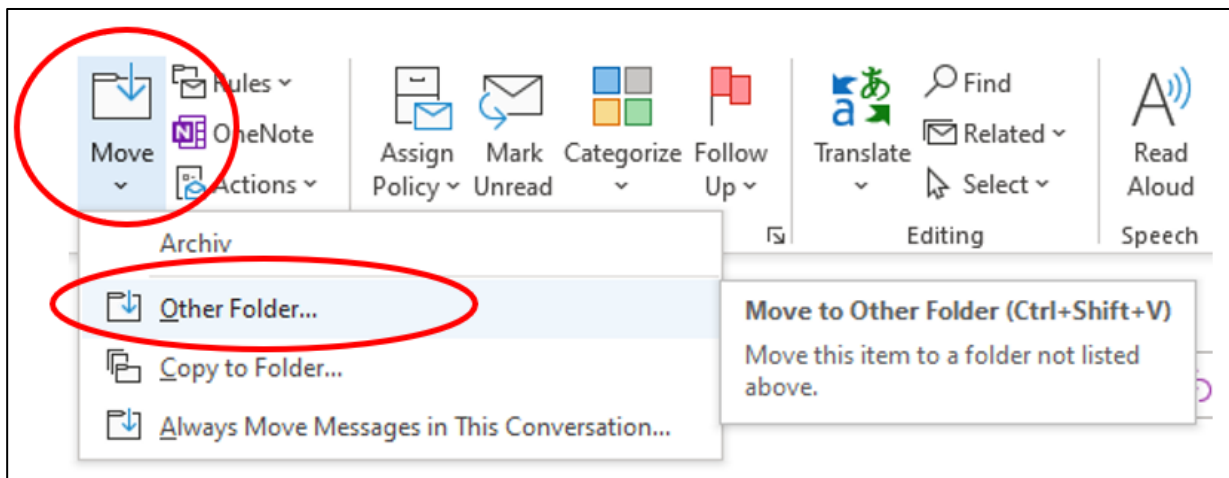 Move
Rules
OneNote
Actions
Assign
Policy
Mark
Unread
Categorize
Follow
Up
あ
a
Translate
Find
Related
Select
Editing
A
Read
Aloud
Speech
Archiv
Other Folder...
Copy to Folder...
Always Move Messages in This Conversation...
Move to Other Folder (Ctrl+Shift+V)
Move this item to a folder not listed
above.